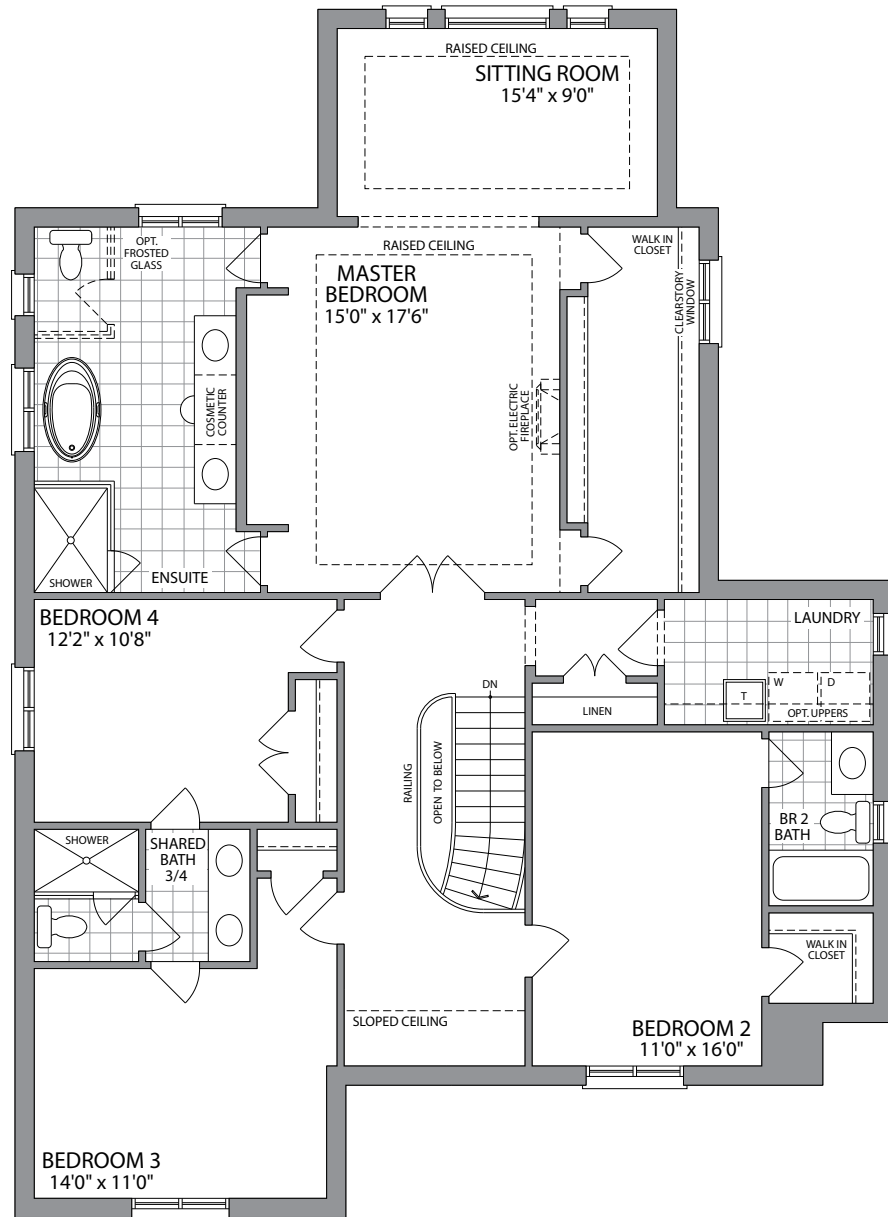 RAISED CEILING
SITTING ROOM
15'4" x 9'0"
OPT.
FROSTED
GLASS
RAISED CEILING
MASTER
BEDROOM
15'0" x 17'6"
WALK IN
CLOSET
CLEARSTORY
WINDOW
COSMETIC
COUNTER
OPT. ELECTRIC
FIREPLACE
SHOWER
ENSUITE
BEDROOM 4
12'2" x 10'8"
LAUNDRY
DN
W
D
T
OPT. UPPERS
LINEN
RAILING
OPEN TO BELOW
SHOWER
SHARED
BATH
3/4
BR 2
BATH
WALK IN
CLOSET
SLOPED CEILING
BEDROOM 2
11'0" x 16'0"
BEDROOM 3
14'0" x 11'0"